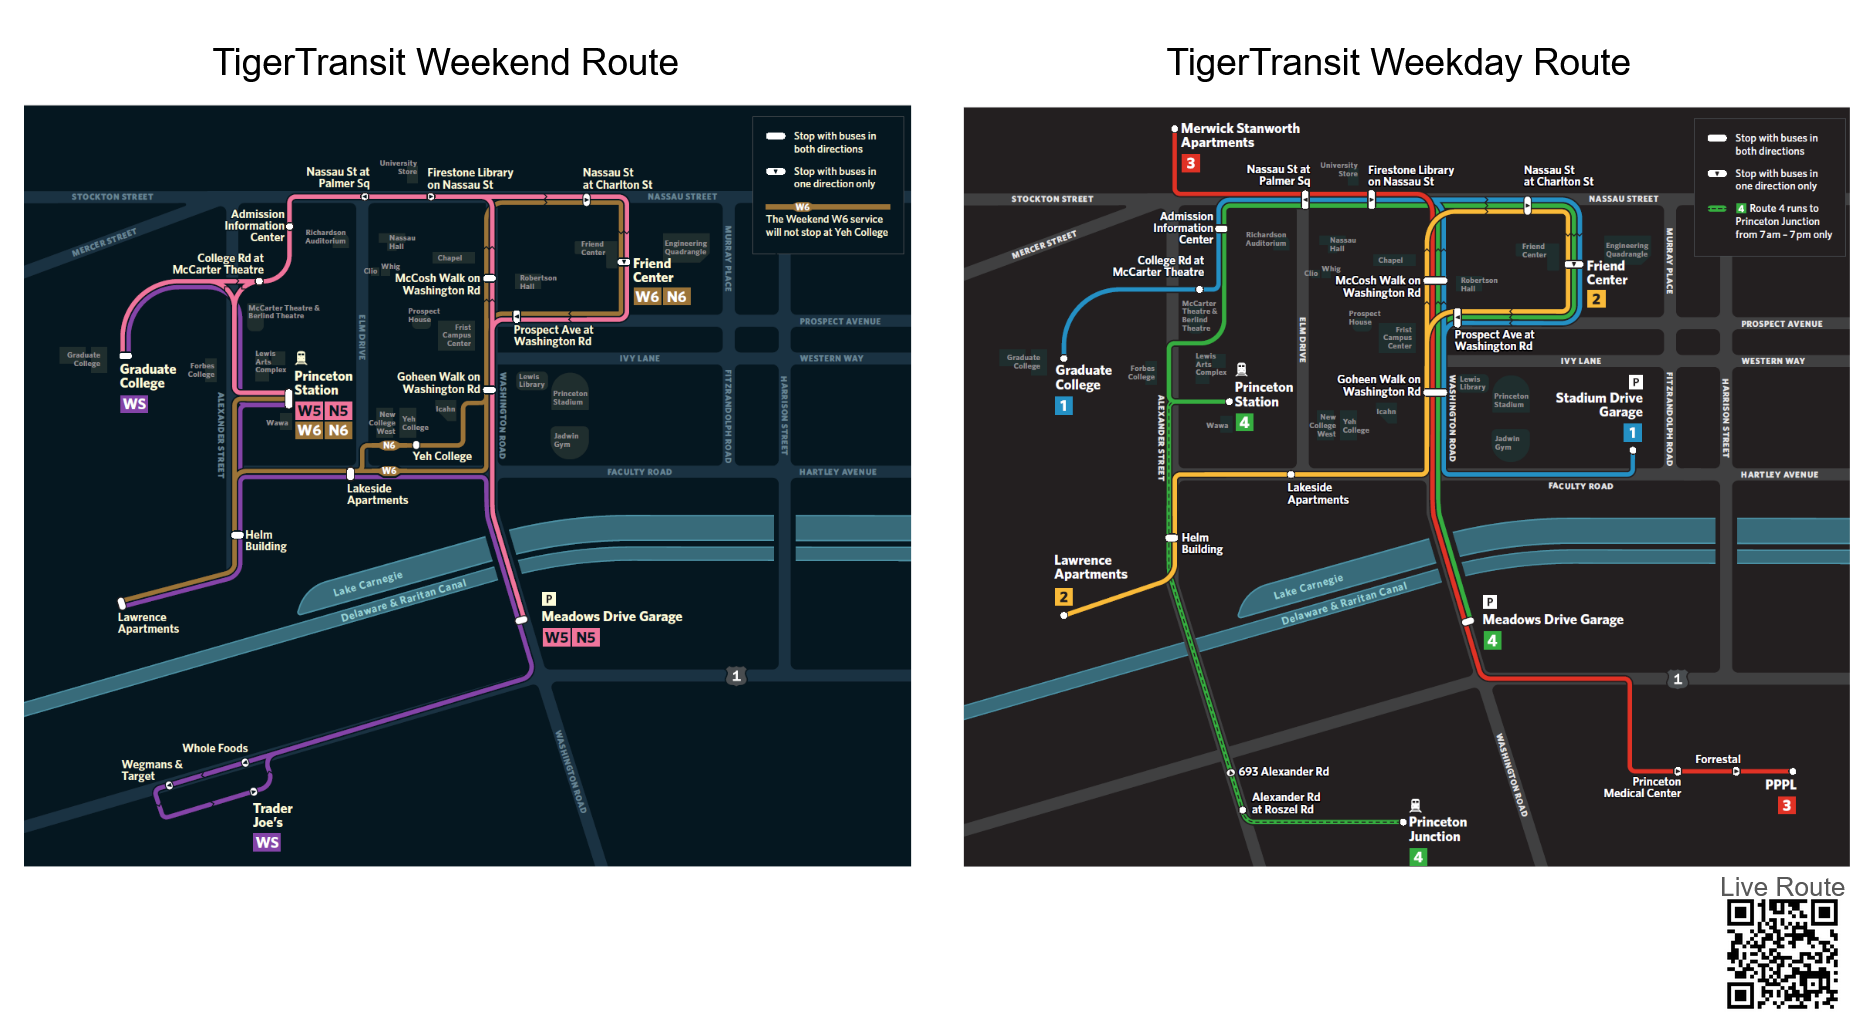 TigerTransit Weekend Route
Stop with buses in
both directions
Stop with buses in
one direction only
W6
The Weekend W6 service
will not stop at Yeh College
STOCKTON STREET
MERCER STREET
Nassau St at
Palmer Sq
University
Store
Firestone Library
on Nassau St
Nassau St
at Charlton St
NASSAU STREET
Admission
Information
Center
Richardson
Auditorium
Nassau
Hall
Clio
Whig
Chapel
Friend
Center
Engineering
Quadrangle
MURRAY PLACE
College Rd at
McCarter Theatre
McCosh Walk on
Washington Rd
Robertson
Hall
Friend
Center
W6 N6
McCarter Theatre &
Berlind Theatre
ELM DRIVE
Prospect
House
Frist
Campus
Center
Prospect Ave at
Washington Rd
PROSPECT AVENUE
Graduate
College
Graduate
College
WS
Forbes
College
Lewis
Arts
Complex
Princeton
Station
W5 N5
W6 N6
Wawa
IVY LANE
WESTERN WAY
Goheen Walk on
Washington Rd
Lewis
Library
Princeton
Stadium
Jadwin
Gym
WASHINGTON ROAD
FITZRANDOLPH ROAD
HARRISON STREET
ALEXANDER STREET
New
College
West
Yeh
College
Icahn
N6
Yeh College
W6
Lakeside
Apartments
FACULTY ROAD
HARTLEY AVENUE
Helm
Building
Lawrence
Apartments
Lake Carnegie
Delaware & Raritan Canal
P
Meadows Drive Garage
W5 N5
1
WASHINGTON ROAD
Whole Foods
Wegmans &
Target
Trader
Joe's
WS
TigerTransit Weekday Route
Stop with buses in
both directions
Stop with buses in
one direction only
4 Route 4 runs to
Princeton Junction
from 7am - 7pm only
Merwick Stanworth
Apartments
3
STOCKTON STREET
MERCER STREET
Nassau St at
Palmer Sq
University
Store
Firestone Library
on Nassau St
Nassau St
at Charlton St
NASSAU STREET
Admission
Information
Center
Richardson
Auditorium
Nassau
Hall
Clio
Whig
Chapel
Friend
Center
Engineering
Quadrangle
MURRAY PLACE
College Rd at
McCarter Theatre
McCosh Walk on
Washington Rd
Robertson
Hall
Friend
Center
2
McCarter
Theatre &
Berlind
Theatre
ELM DRIVE
Prospect
House
Frist
Campus
Center
Prospect Ave at
Washington Rd
PROSPECT AVENUE
Graduate
College
Graduate
College
1
Forbes
College
Lewis
Arts
Complex
Princeton
Station
4
Wawa
IVY LANE
WESTERN WAY
Goheen Walk on
Washington Rd
Lewis
Library
Princeton
Stadium
Jadwin
Gym
P
Stadium Drive
Garage
1
WASHINGTON ROAD
FITZRANDOLPH ROAD
HARRISON STREET
ALEXANDER STREET
New
College
West
Yeh
College
Icahn
Lakeside
Apartments
FACULTY ROAD
HARTLEY AVENUE
Helm
Building
Lawrence
Apartments
2
Lake Carnegie
Delaware & Raritan Canal
P
Meadows Drive Garage
4
1
WASHINGTON ROAD
693 Alexander Rd
Alexander Rd
at Roszel Rd
Princeton
Junction
4
Princeton
Medical Center
Forrestal
PPPL
3
Live Route